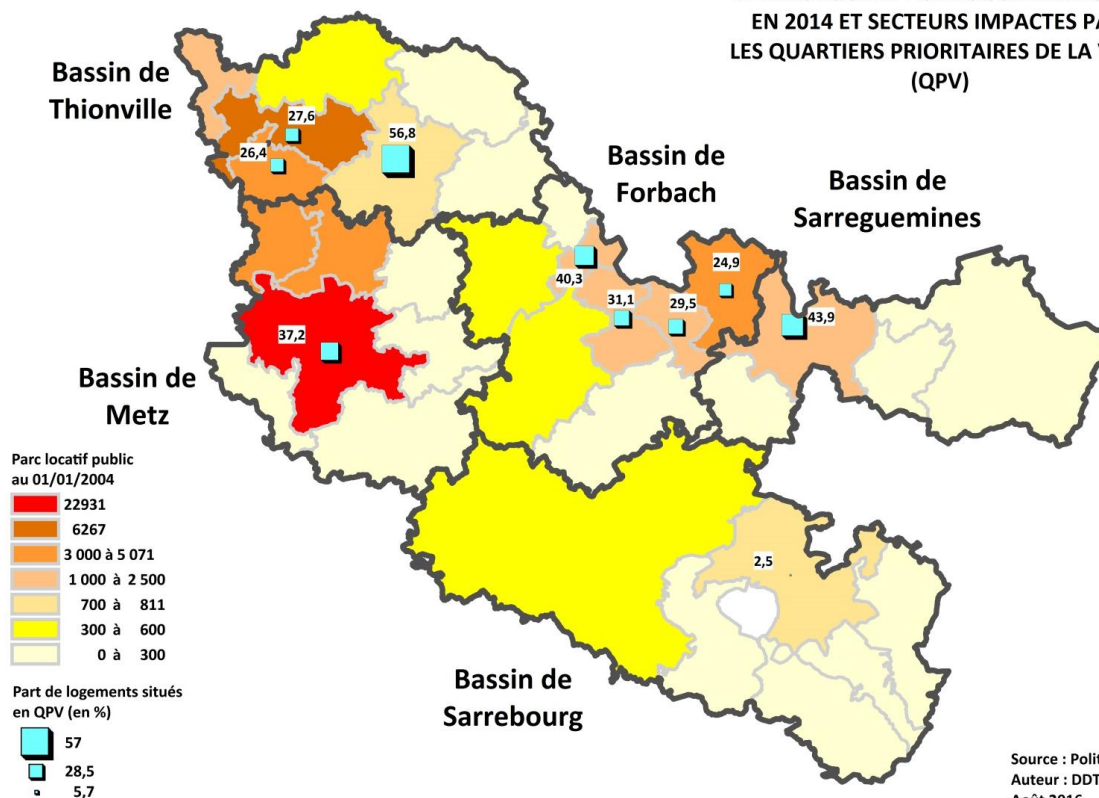 EN 2014 ET SECTEURS IMPACTES
LES QUARTIERS PRIORITAIRES DE LA
(QPV)
Bassin de
Thionville
27,6
56,8
26,4
Bassin de
Forbach
Bassin de
Sarreguemines
24,9
40,3
31,1
29,5
43,9
37,2
Bassin de
Metz
Parc locatif public
au 01/01/2004
22931
6267
3 000 à 5 071
1 000 à 2 500
700 à 811
300 à 600
0 à 300
2,5
Bassin de
Sarrebourg
Part de logements situés
en QPV (en %)
57
28,5
5,7
Source :
Auteur : DDT
Août 2016